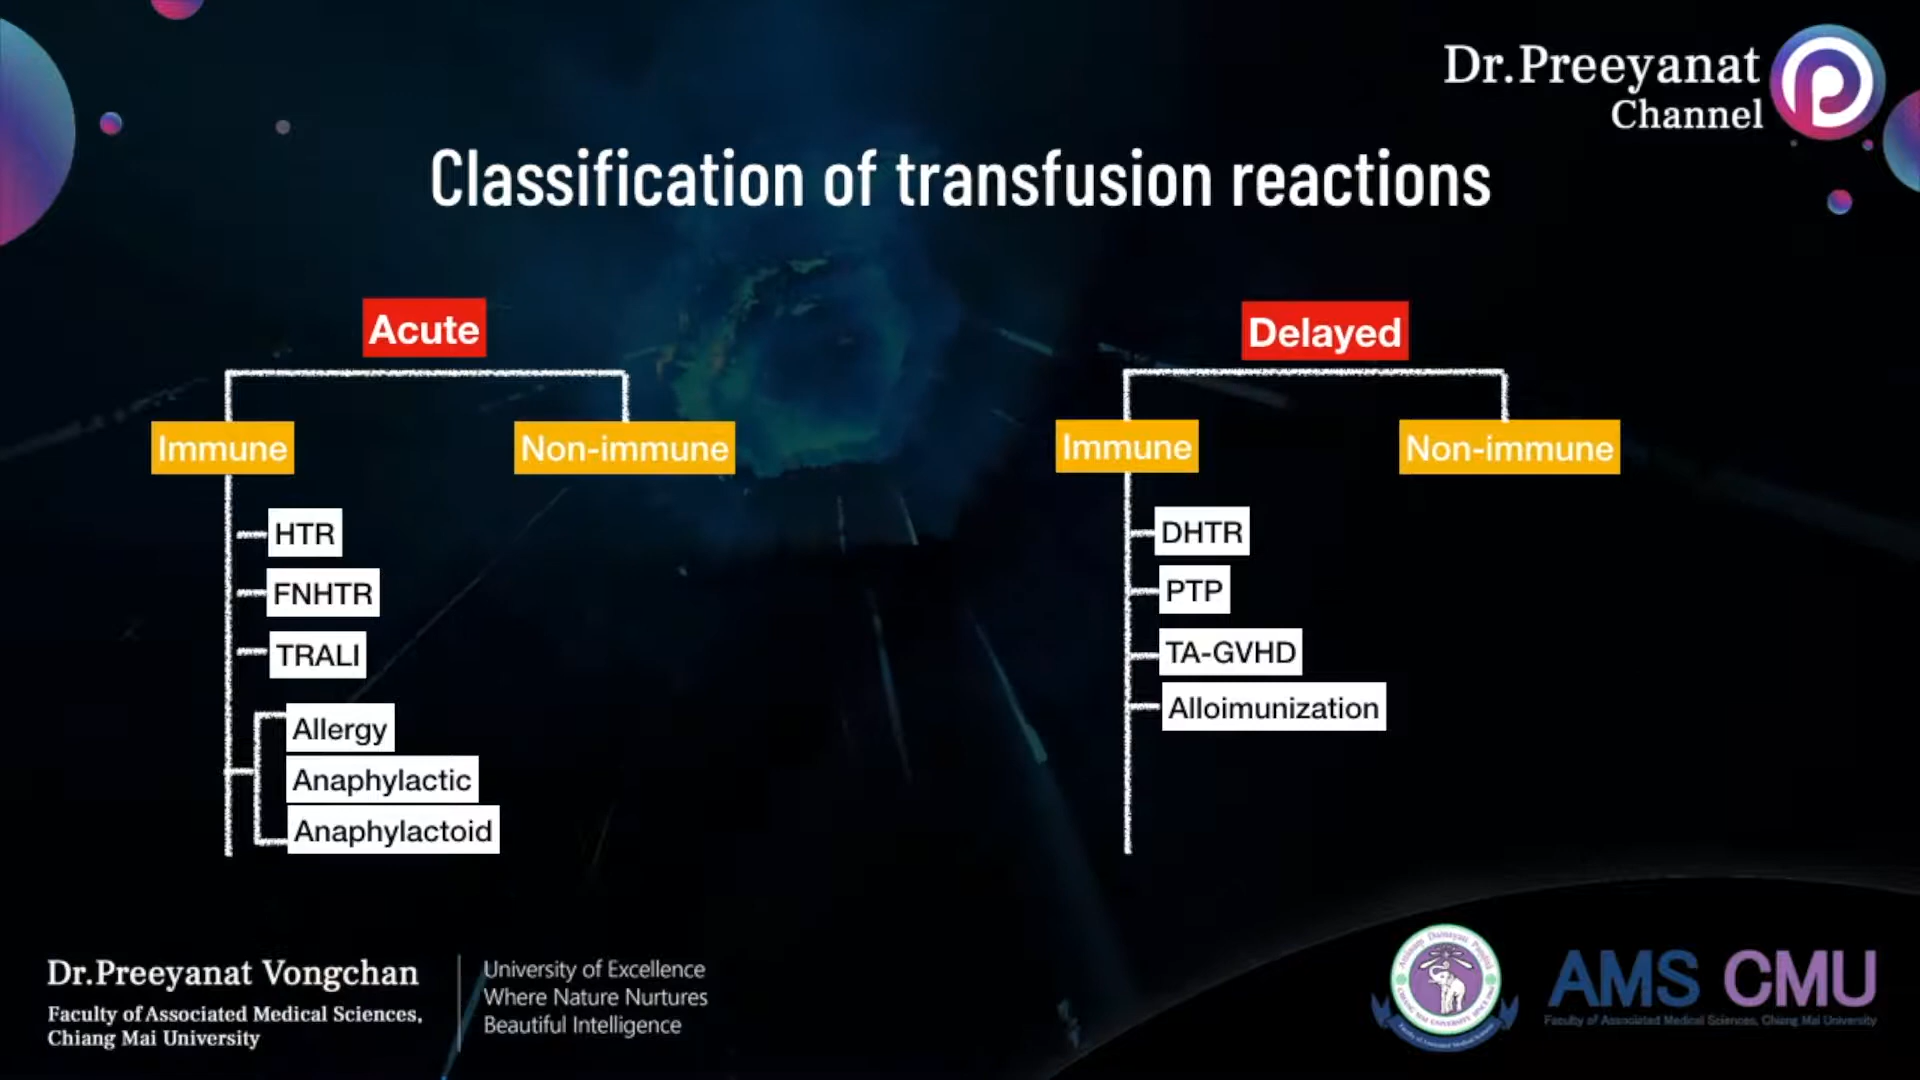 Dr.Preeyanat
Channel
Classification of transfusion reactions
Acute
Immune
Non-immune
HTR
FNHTR
TRALI
Allergy
Anaphylactic
Anaphylactoid
Delayed
Immune
Non-immune
DHTR
PTP
TA-GVHD
Alloimunization
Dr.Preeyanat Vongchan
Faculty of Associated Medical Sciences,
Chiang Mai University
University of Excellence
Where Nature Nurtures
Beautiful Intelligence
AMS CMU
Faculty of Associated Medical Sciences, Chiang Mai University